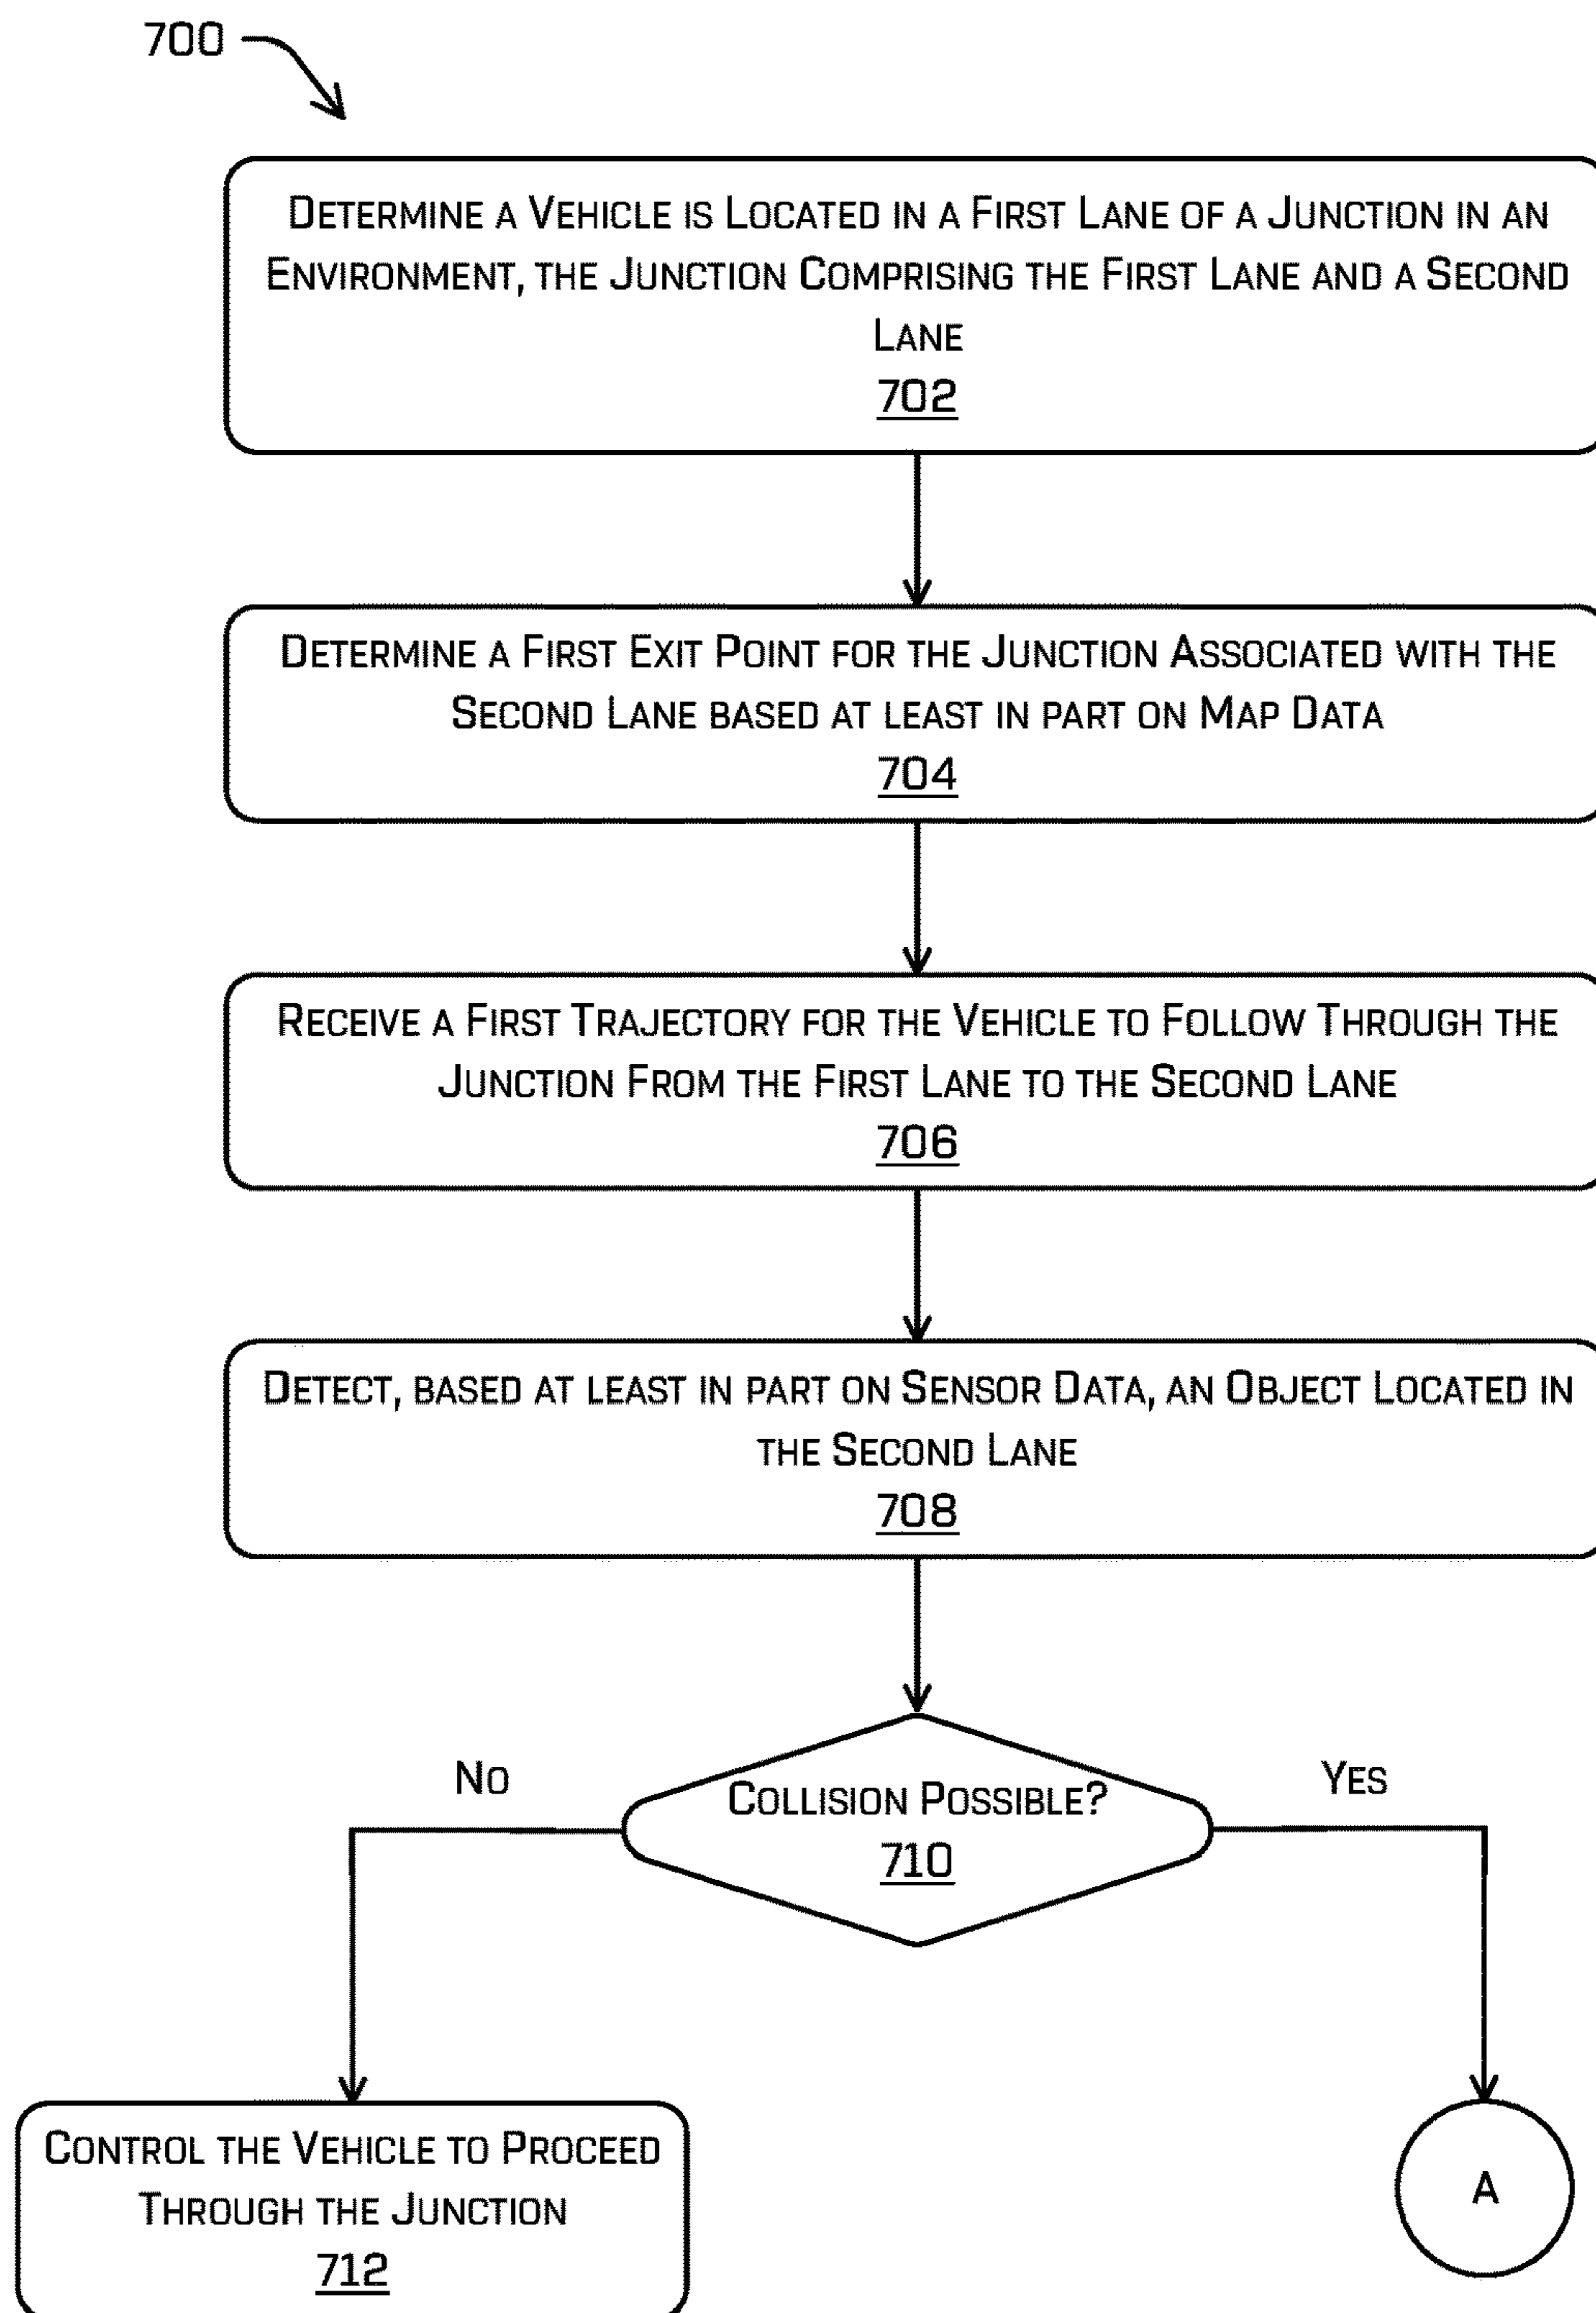 700
Determine a Vehicle is Located in a First Lane of a Junction in an
Environment, the Junction Comprising the First Lane and a Second
Lane
702
Determine a First Exit Point for the Junction Associated with the
Second Lane based at least in part on Map Data
704
Receive a First Trajectory for the Vehicle to Follow Through the
Junction From the First Lane to the Second Lane
706
Detect, based at least in part on Sensor Data, an Object Located in
the Second Lane
708
No
Collision Possible?
Yes
710
Control the Vehicle to Proceed
Through the Junction
712
A